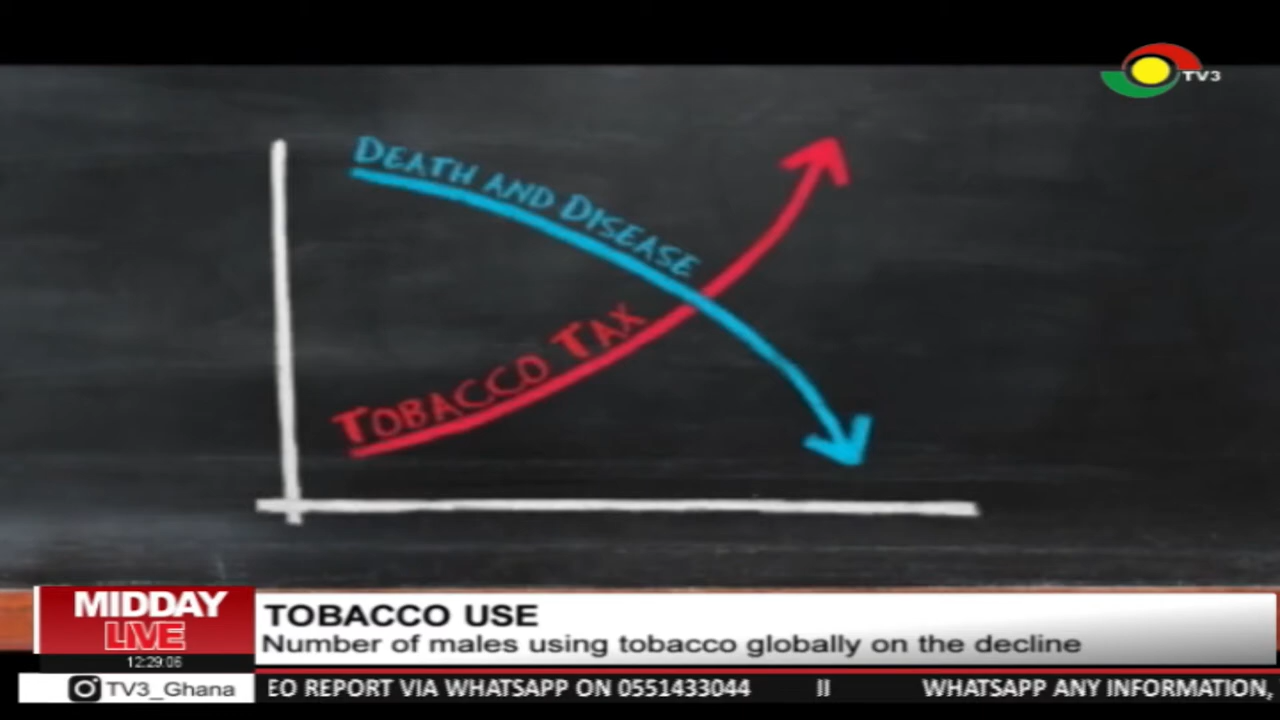 TV3
DEATH AND DISEASE
TOBACCO TAX
MIDDAY
LIVE
12:29:06
TOBACCO USE
Number of males using tobacco globally on the decline
TV3_Ghana
EO REPORT VIA WHATSAPP ON 0551433044 || WHATSAPP ANY INFORMATION,